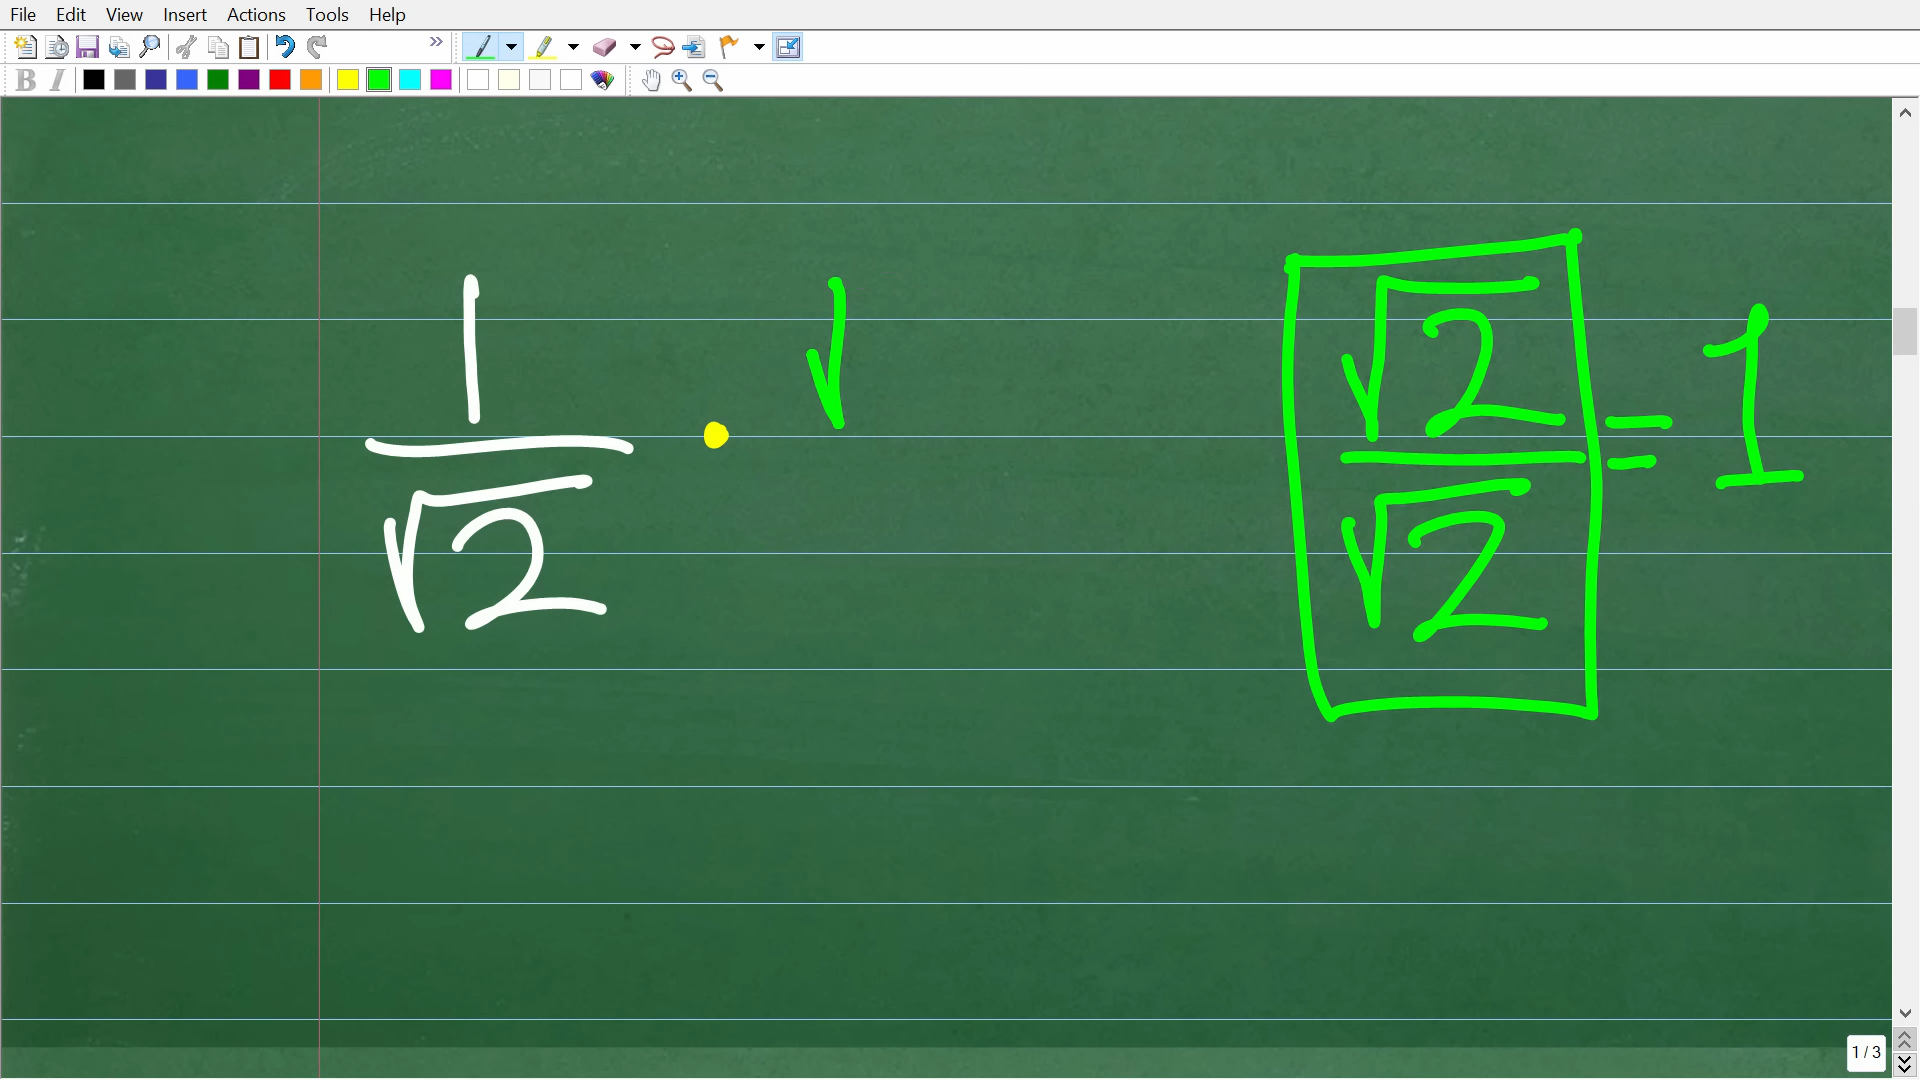 File Edit View Insert Actions Tools Help
B I
1/√2 · √
√2/√2 = 1
1 / 3